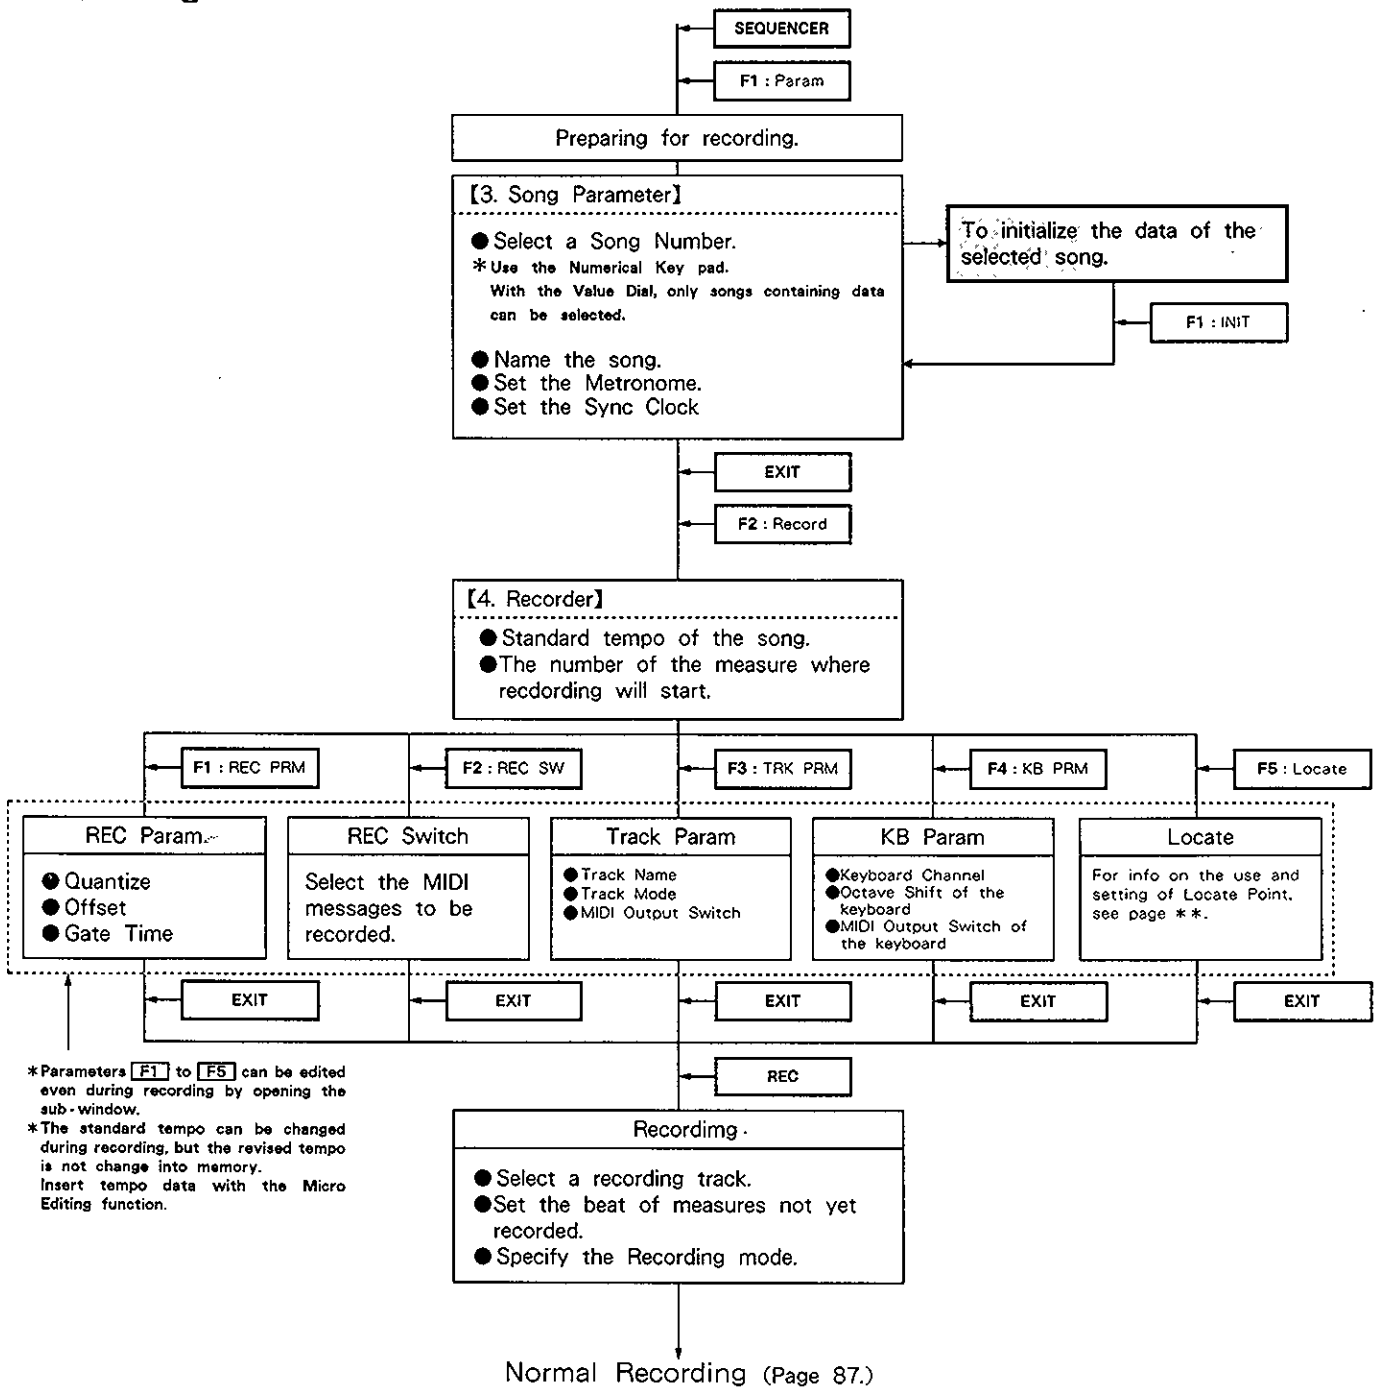 SEQUENCER
F1 : Param
Preparing for recording.
【3. Song Parameter】
●Select a Song Number.
*Use the Numerical Key pad.
With the Value Dial, only songs containing data
can be selected.
●Name the song.
●Set the Metronome.
●Set the Sync Clock
To initialize the data of the
selected song.
F1 : INIT
EXIT
F2 : Record
【4. Recorder】
●Standard tempo of the song.
●The number of the measure where
recdording will start.
F1 : REC PRM
F2 : REC SW
F3 : TRK PRM
F4 : KB PRM
F5 : Locate
REC Param.
●Quantize
●Offset
●Gate Time
REC Switch
Select the MIDI
messages to be
recorded.
Track Param
●Track Name
●Track Mode
●MIDI Output Switch
KB Param
●Keyboard Channel
●Octave Shift of the
keyboard
●MIDI Output Switch of
the keyboard
Locate
For info on the use and
setting of Locate Point,
see page **.
EXIT
EXIT
EXIT
EXIT
EXIT
*Parameters F1 to F5 can be edited
even during recording by opening the
sub-window.
*The standard tempo can be changed
during recording, but the revised tempo
is not change into memory.
Insert tempo data with the Micro
Editing function.
REC
Recordimg
●Select a recording track.
●Set the beat of measures not yet
recorded.
●Specify the Recording mode.
Normal Recording (Page 87.)